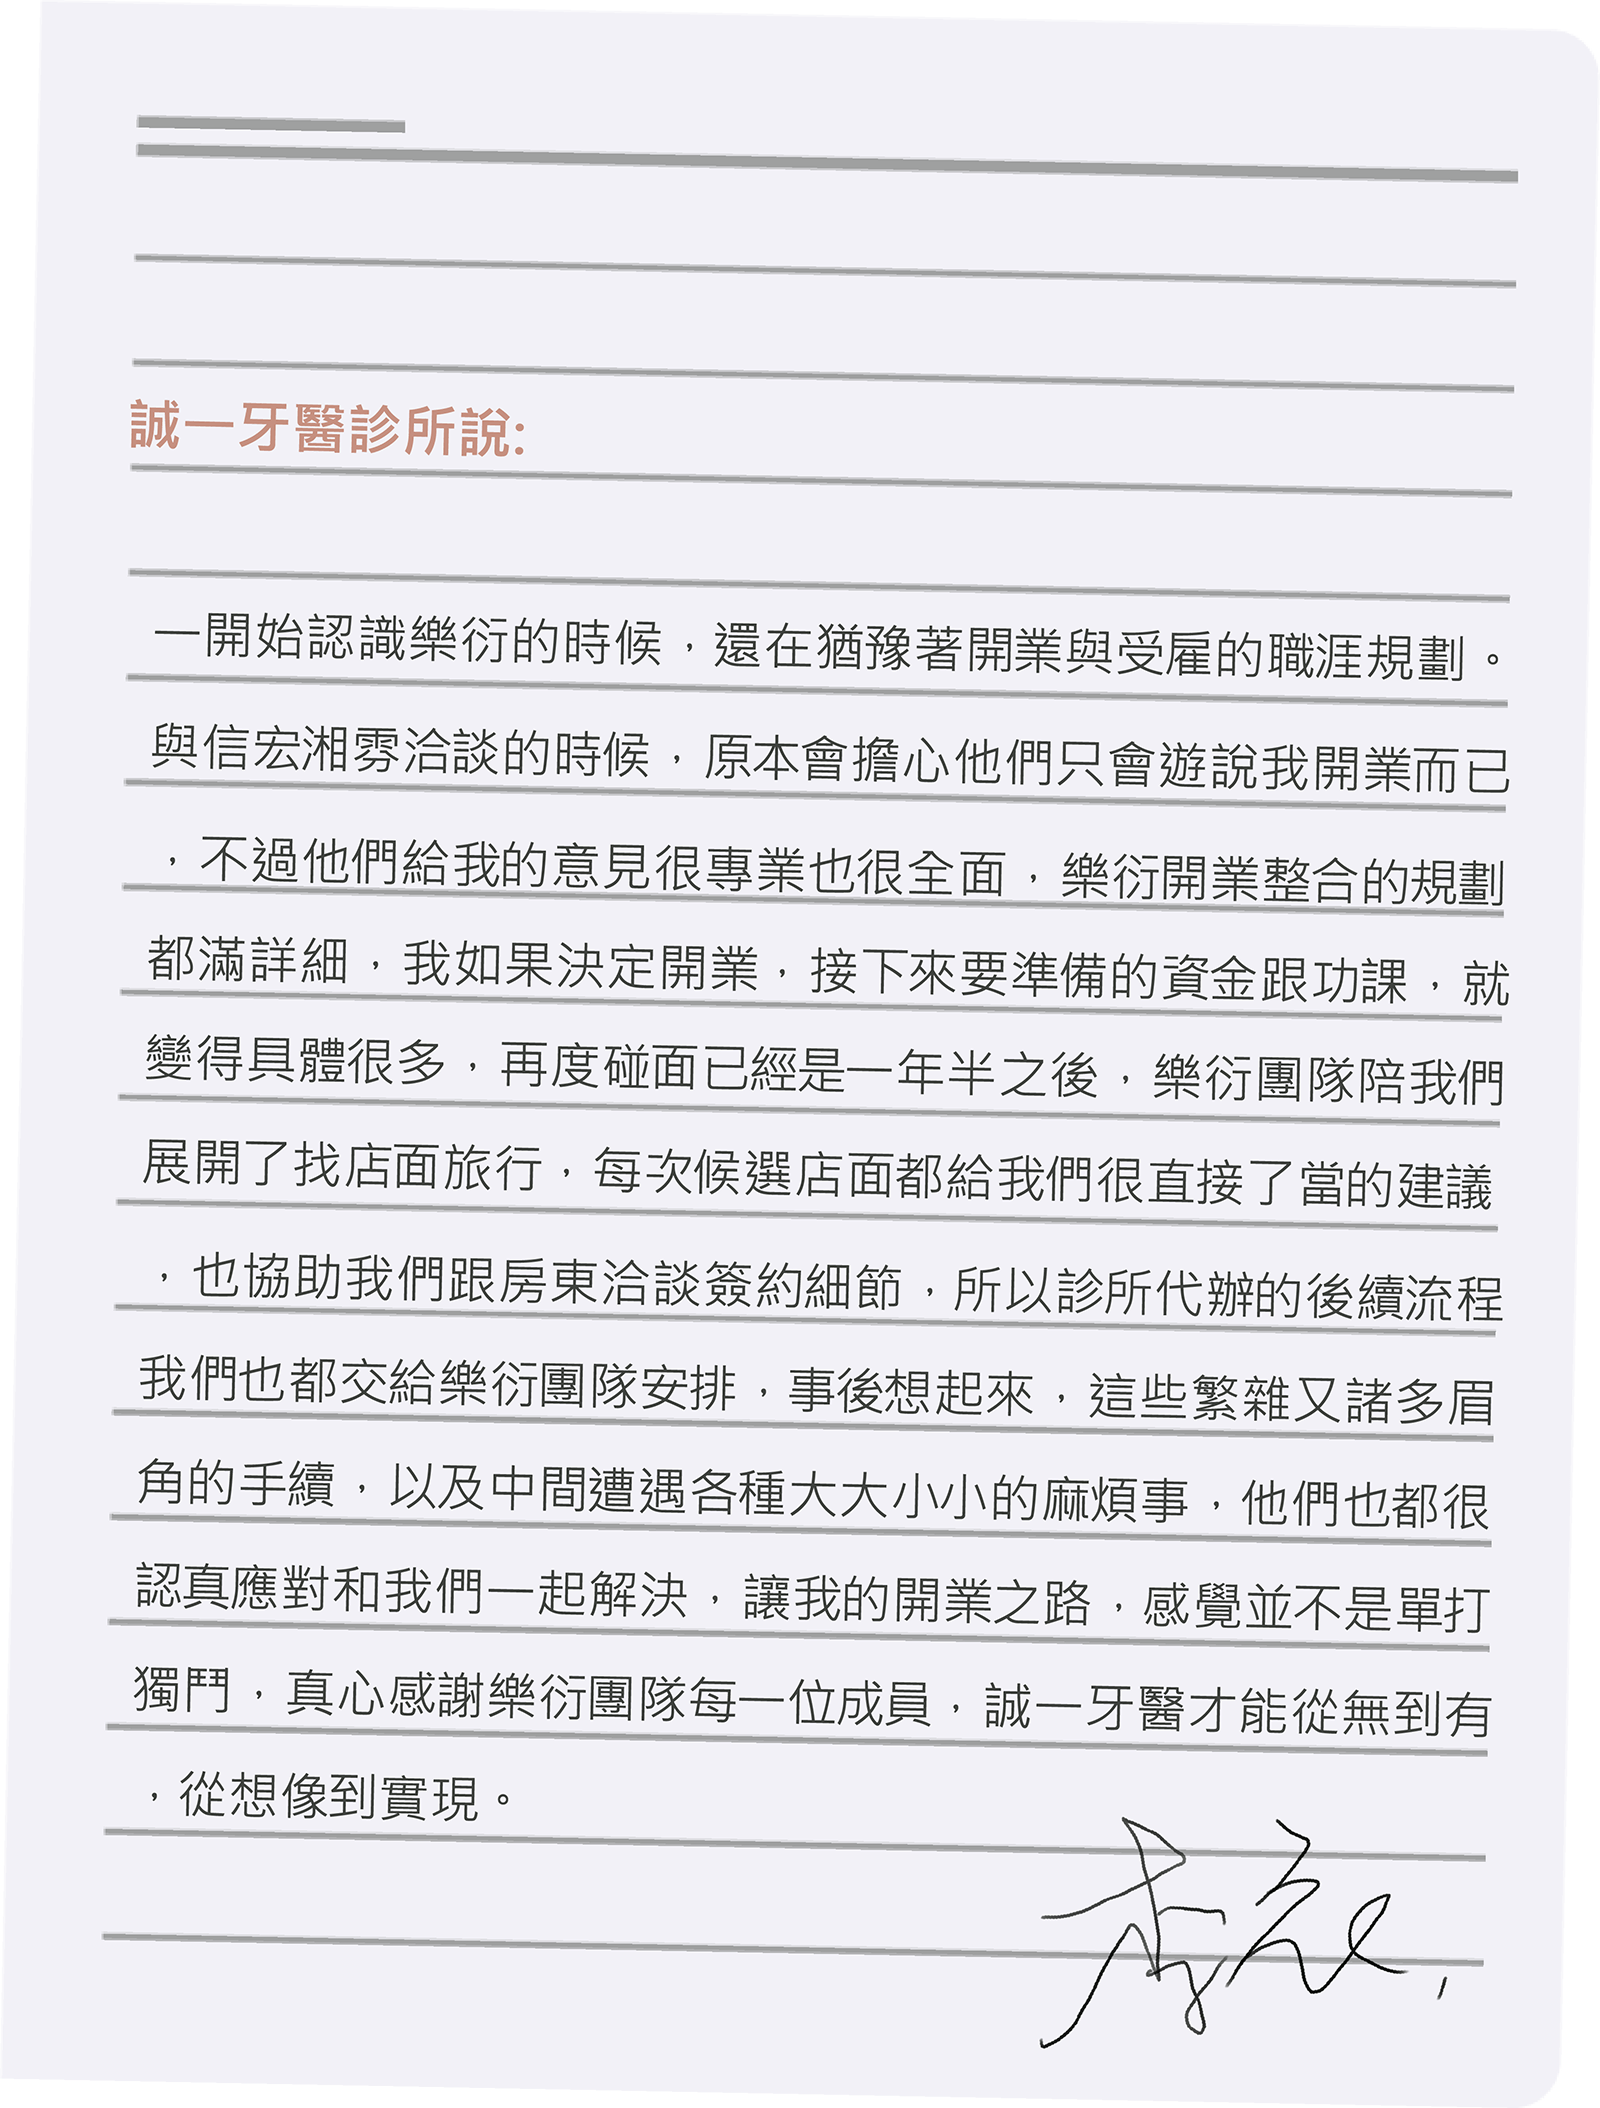 誠一牙醫診所說:
一開始認識樂衍的時候，還在猶豫著開業與受雇的職涯規劃。
與信宏湘雰洽談的時候，原本會擔心他們只會遊說我開業而已
，不過他們給我的意見很專業也很全面，樂衍開業整合的規劃
都滿詳細，我如果決定開業，接下來要準備的資金跟功課，就
變得具體很多，再度碰面已經是一年半之後，樂衍團隊陪我們
展開了找店面旅行，每次候選店面都給我們很直接了當的建議
，也協助我們跟房東洽談簽約細節，所以診所代辦的後續流程
我們也都交給樂衍團隊安排，事後想起來，這些繁雜又諸多眉
角的手續，以及中間遭遇各種大大小小的麻煩事，他們也都很
認真應對和我們一起解決，讓我的開業之路，感覺並不是單打
獨鬥，真心感謝樂衍團隊每一位成員，誠一牙醫才能從無到有
，從想像到實現。